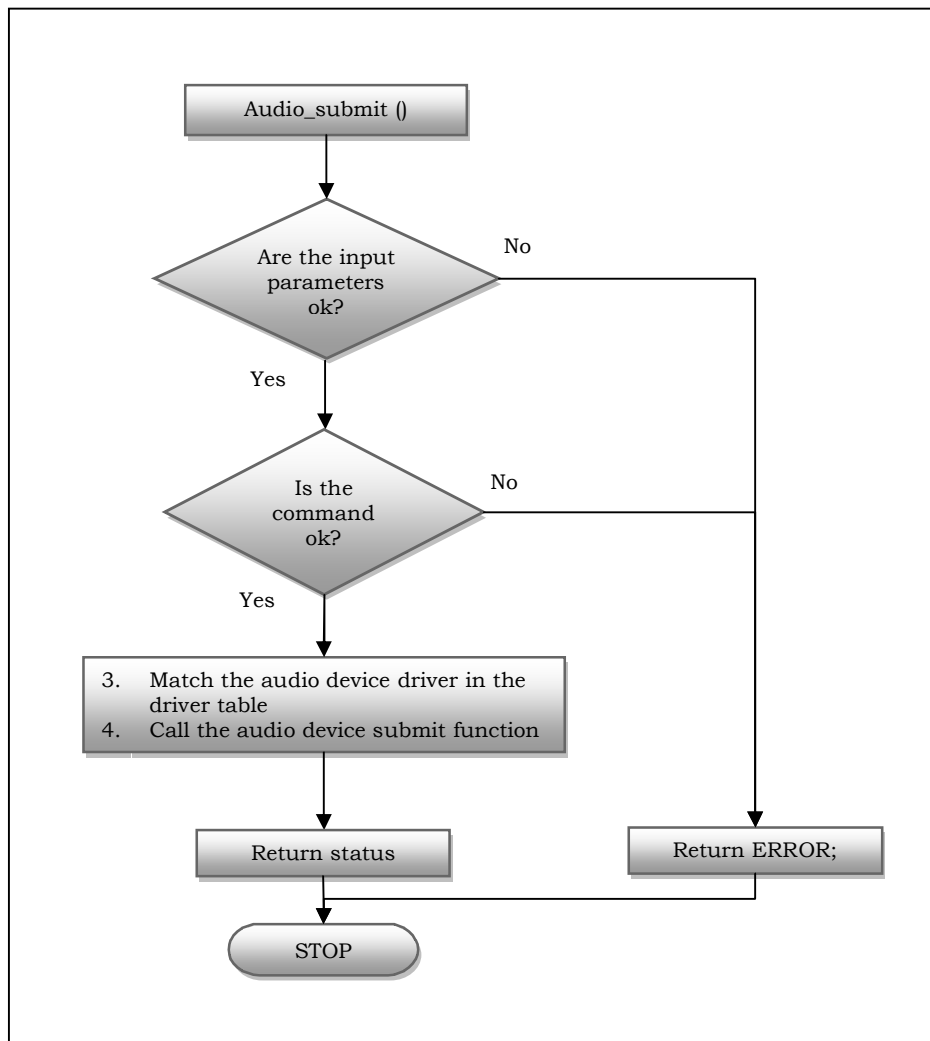 Audio_submit ()
Are the input
parameters
ok?
No
Yes
Is the
command
ok?
No
Yes
3. Match the audio device driver in the
driver table
4. Call the audio device submit function
Return status
Return ERROR;
STOP